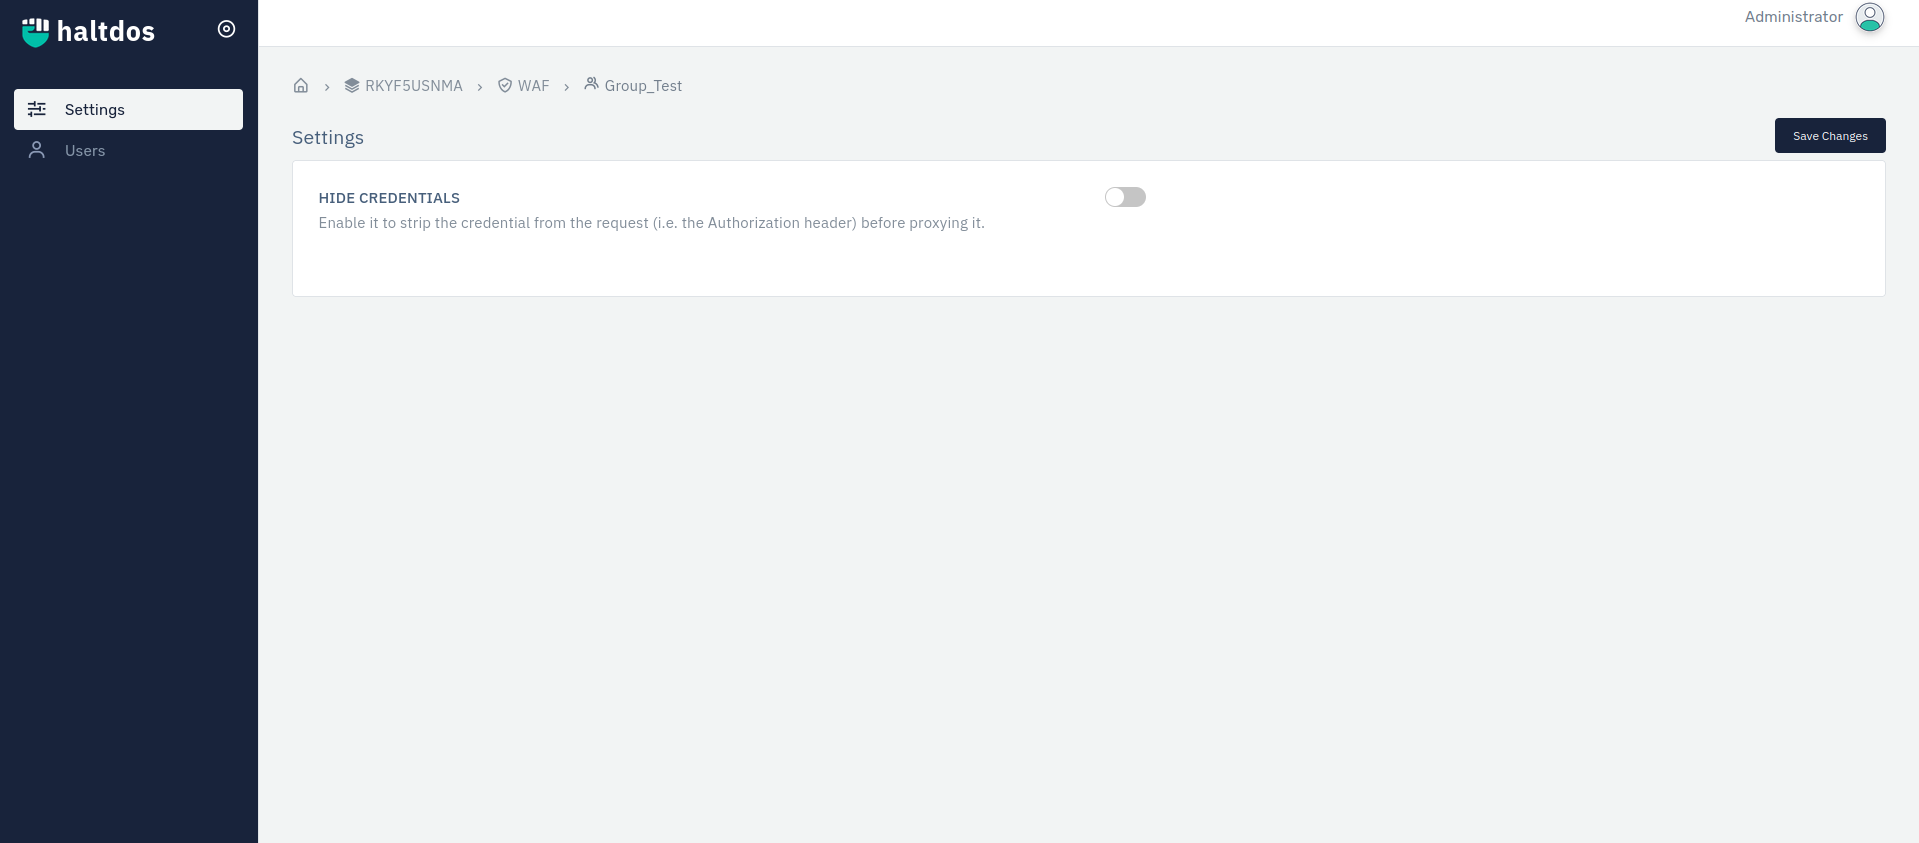 haltdos
Administrator
Settings
Users
RKYF5USNMA › WAF › Group_Test
Settings
Save Changes
HIDE CREDENTIALS
Enable it to strip the credential from the request (i.e. the Authorization header) before proxying it.